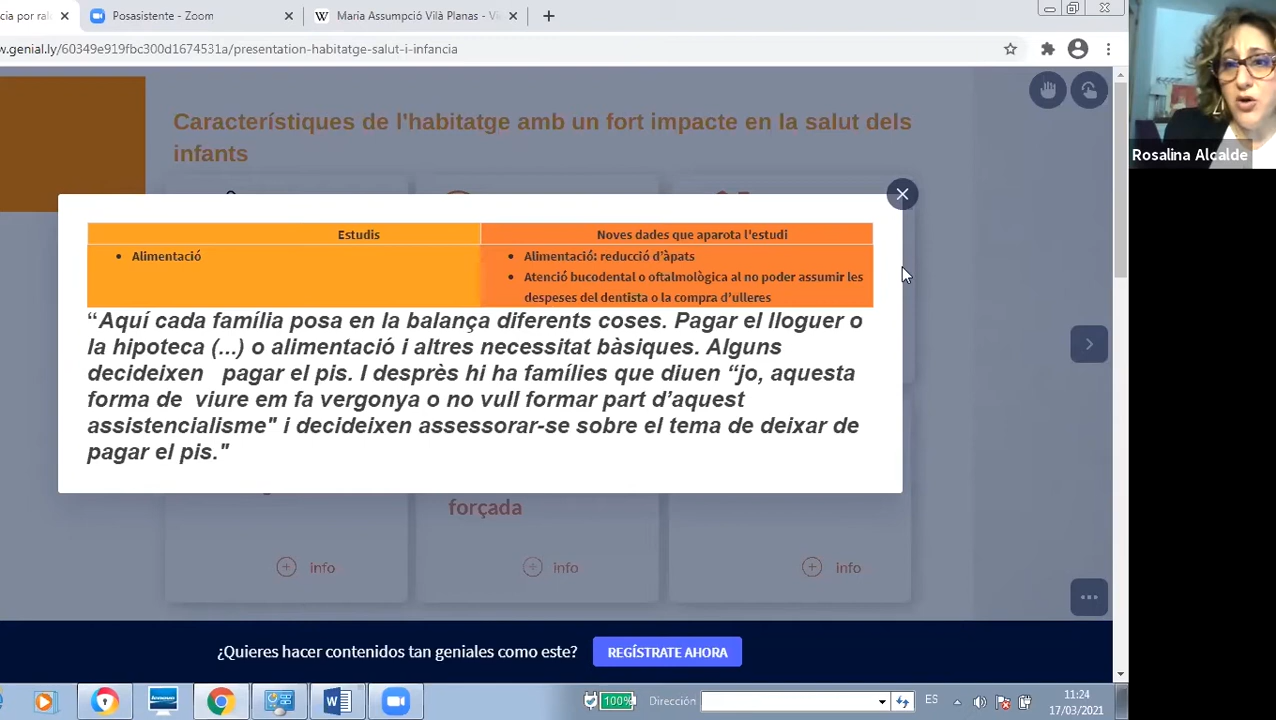 Posasistente - Zoom
Maria Assumpció Vilà Planas - Vi
w.genial.ly/60349e919fbc300d1674531a/presentation-habitatge-salut-i-infancia
Rosalina Alcalde
Característiques de l'habitatge amb un fort impacte en la salut dels
infants
Estudis
Noves dades que aparota l'estudi
• Alimentació
• Alimentació: reducció d'àpats
• Atenció bucodental o oftalmològica al no poder assumir les
despeses del dentista o la compra d'ulleres
“Aquí cada família posa en la balança diferents coses. Pagar el lloguer o
la hipoteca (...) o alimentació i altres necessitat bàsiques. Alguns
decideixen pagar el pis. I desprès hi ha famílies que diuen “jo, aquesta
forma de viure em fa vergonya o no vull formar part d'aquest
assistencialisme" i decideixen assessorar-se sobre el tema de deixar de
pagar el pis."
forçada
info
info
info
¿Quieres hacer contenidos tan geniales como este?
REGÍSTRATE AHORA
100%
Dirección
ES
11:24
17/03/2021